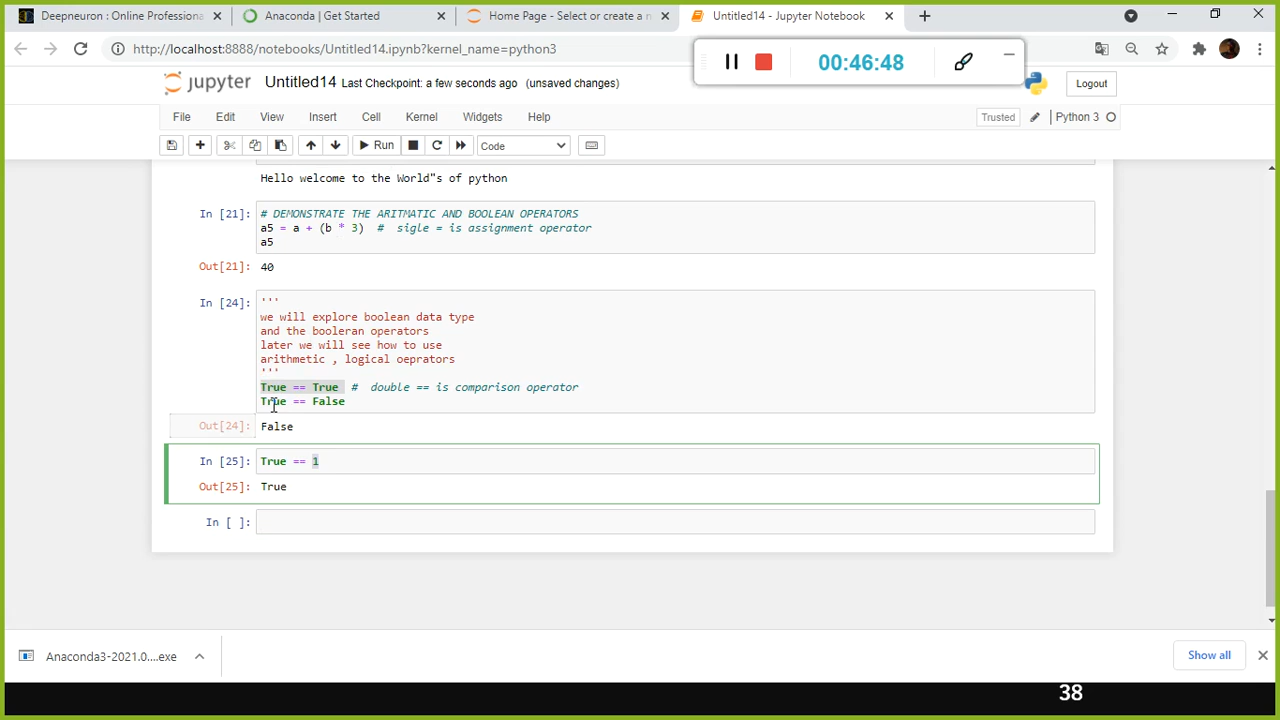 Deepneuron : Online Professiona
Anaconda | Get Started
Home Page - Select or create a n
Untitled14 - Jupyter Notebook
http://localhost:8888/notebooks/Untitled14.ipynb?kernel_name=python3
00:46:48
jupyter Untitled14 Last Checkpoint: a few seconds ago (unsaved changes)
Logout
File Edit View Insert Cell Kernel Widgets Help
Trusted Python 3
Run Code
Hello welcome to the World"s of python
In [21]: # DEMONSTRATE THE ARITMATIC AND BOOLEAN OPERATORS
a5 = a + (b * 3) # sigle = is assignment operator
a5
Out[21]: 40
In [24]: '''
we will explore boolean data type
and the booleran operators
later we will see how to use
arithmetic , logical oeprators
'''
True == True # double == is comparison operator
True == False
Out[24]: False
In [25]: True == 1
Out[25]: True
In [ ]:
Anaconda3-2021.0....exe
Show all
38